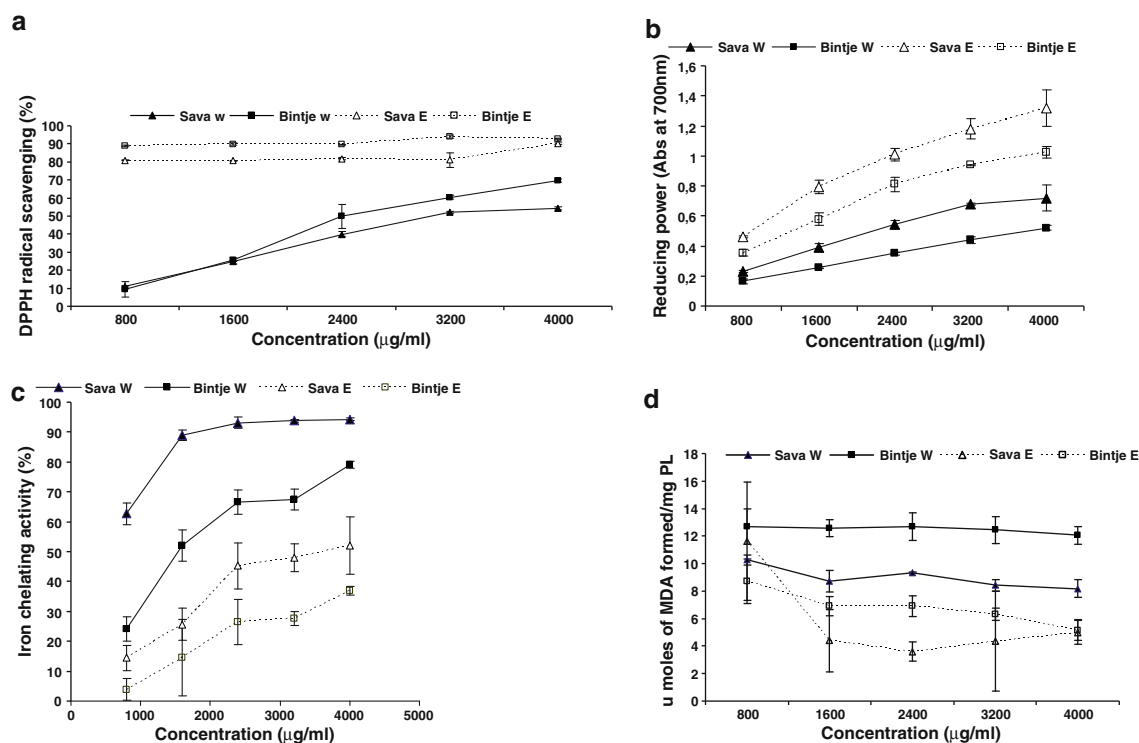 a
Sava w Bintje w Sava E Bintje E
DPPH radical scavenging (%)
100
90
80
70
60
50
40
30
20
10
0
800 1600 2400 3200 4000
Concentration (μg/ml)
b
Sava W Bintje W Sava E Bintje E
Reducing power (Abs at 700nm)
1,6
1,4
1,2
1
0,8
0,6
0,4
0,2
0
800 1600 2400 3200 4000
Concentration (μg/ml)
c
Sava W Bintje W Sava E Bintje E
Iron chelating activity (%)
100
90
80
70
60
50
40
30
20
10
0
0 1000 2000 3000 4000 5000
Concentration (μg/ml)
d
Sava W Bintje W Sava E Bintje E
u moles of MDA formed/mg PL
18
16
14
12
10
8
6
4
2
0
800 1600 2400 3200 4000
Concentration (μg/ml)